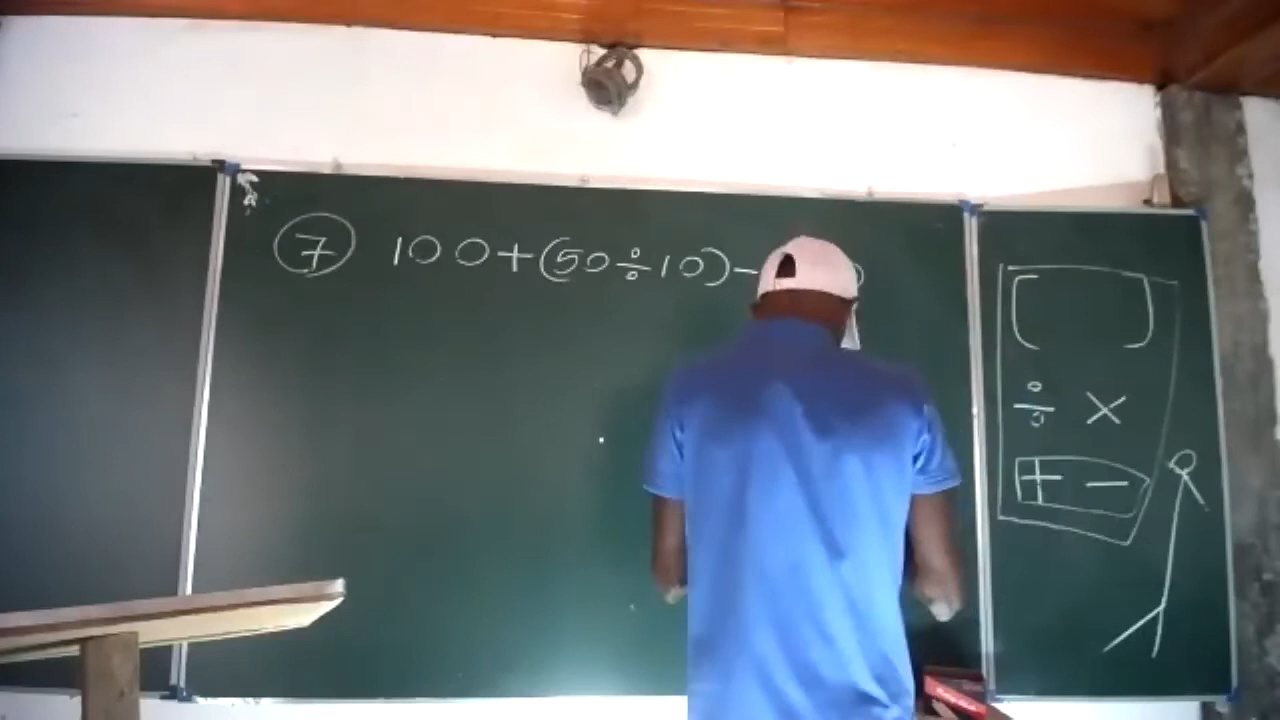 7 100+(50÷10)-
[ ]
÷ ×
+ -